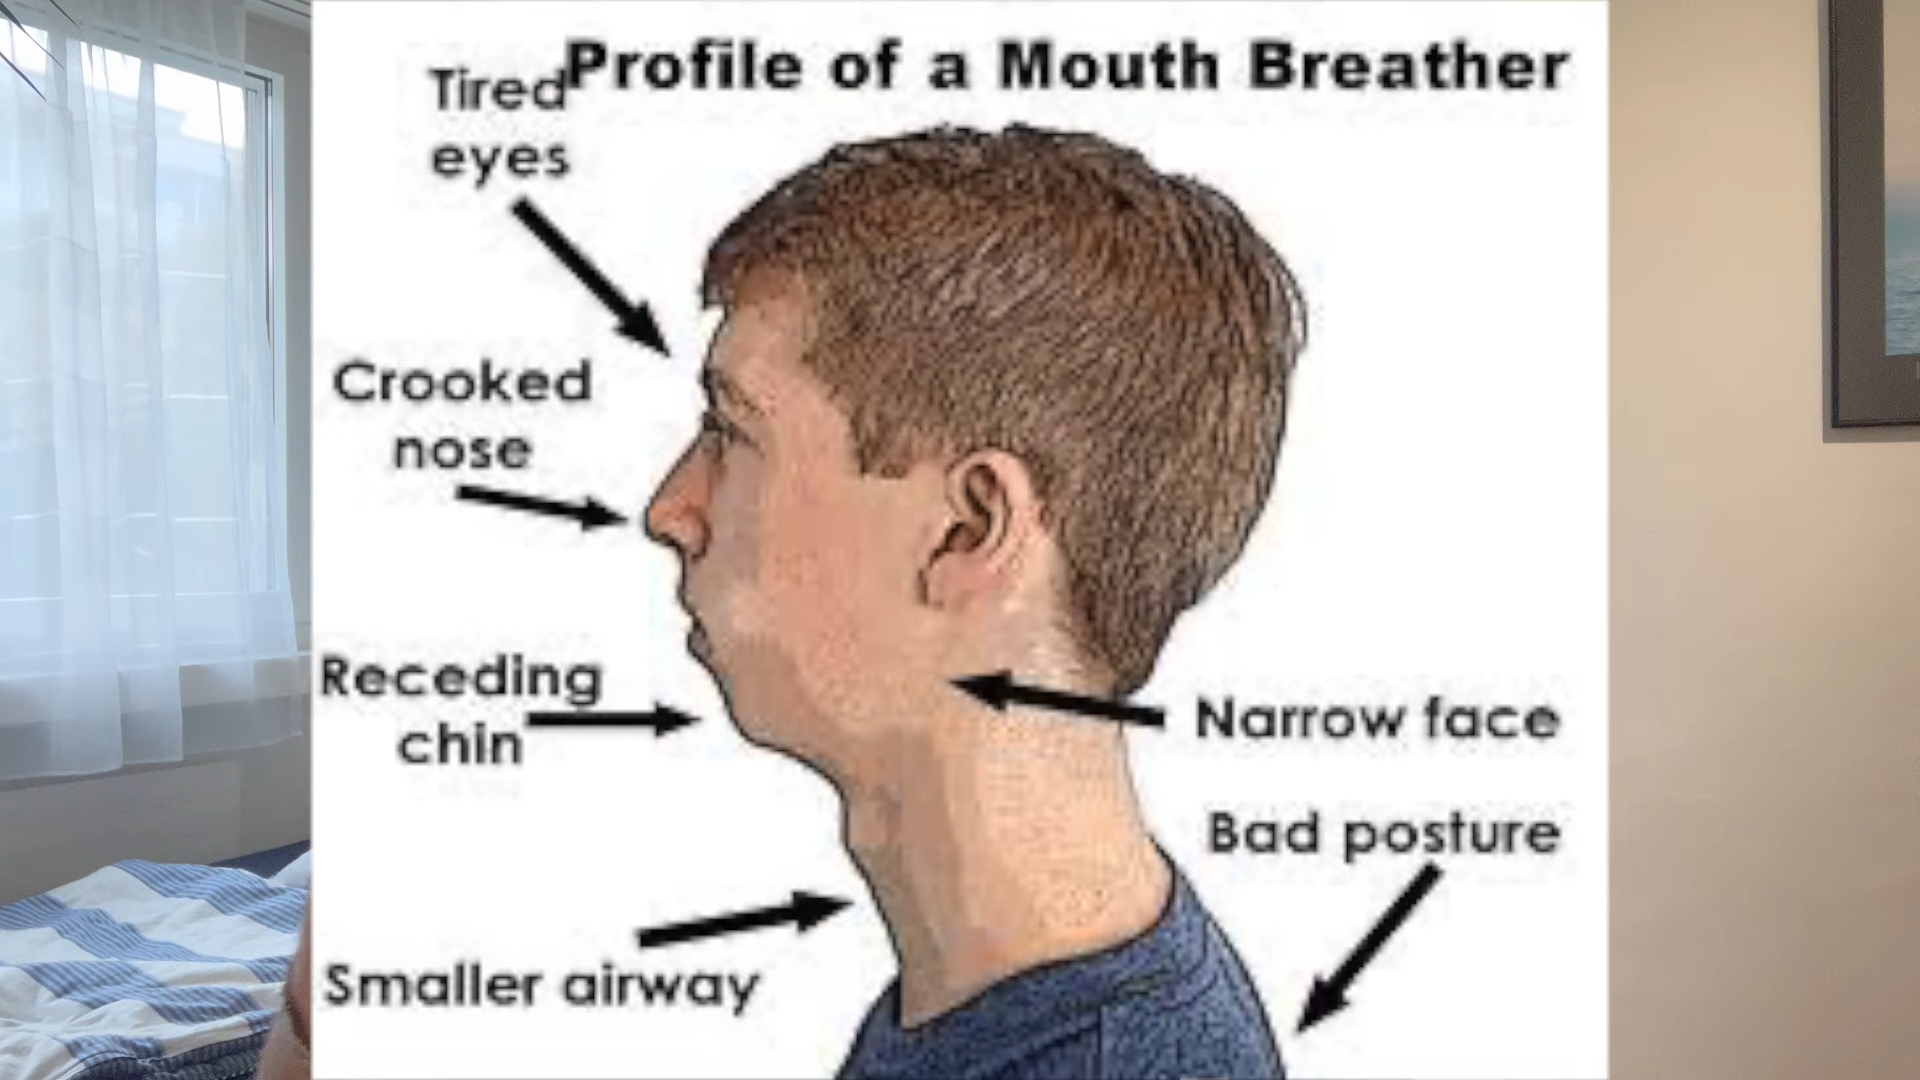 Profile of a Mouth Breather
Tired
eyes
Crooked
nose
Receding
chin
Narrow face
Bad posture
Smaller airway